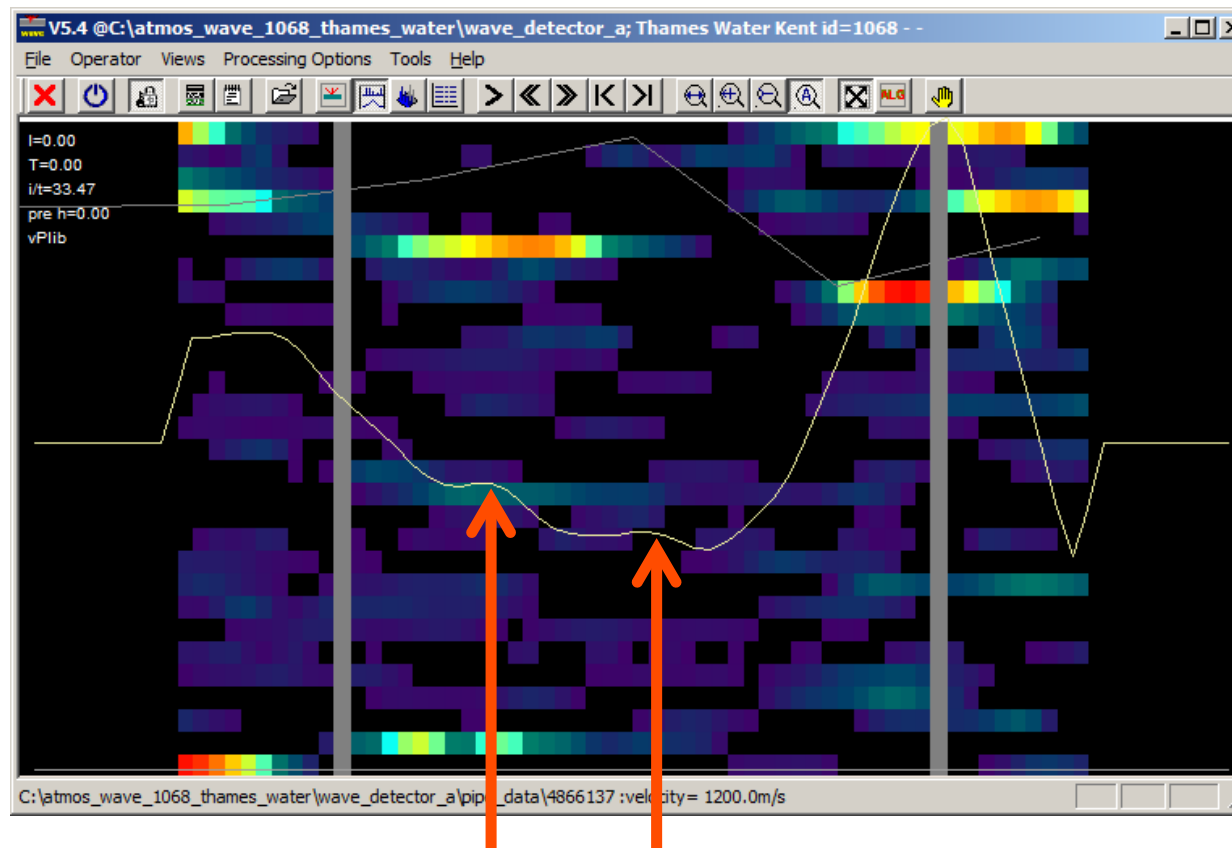 V5.4 @C:\atmos_wave_1068_thames_water\wave_detector_a; Thames Water Kent id=1068 - -
File Operator Views Processing Options Tools Help
ALG
I=0.00
T=0.00
i/t=33.47
pre h=0.00
vPlib
C:\atmos_wave_1068_thames_water\wave_detector_a\pipe_data\4866137 :velocity= 1200.0m/s